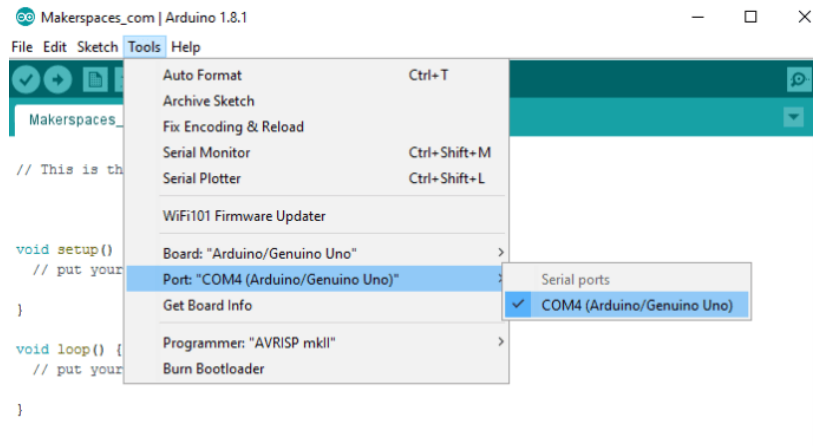 Makerspaces_com | Arduino 1.8.1
File Edit Sketch Tools Help
Auto Format Ctrl+T
Archive Sketch
Makerspaces_
Fix Encoding & Reload
Serial Monitor Ctrl+Shift+M
// This is th
Serial Plotter Ctrl+Shift+L
WiFi101 Firmware Updater
void setup()
Board: "Arduino/Genuino Uno"
// put your
Port: "COM4 (Arduino/Genuino Uno)"
Serial ports
}
Get Board Info
COM4 (Arduino/Genuino Uno)
Programmer: "AVRISP mkII"
void loop() {
// put your
Burn Bootloader
}